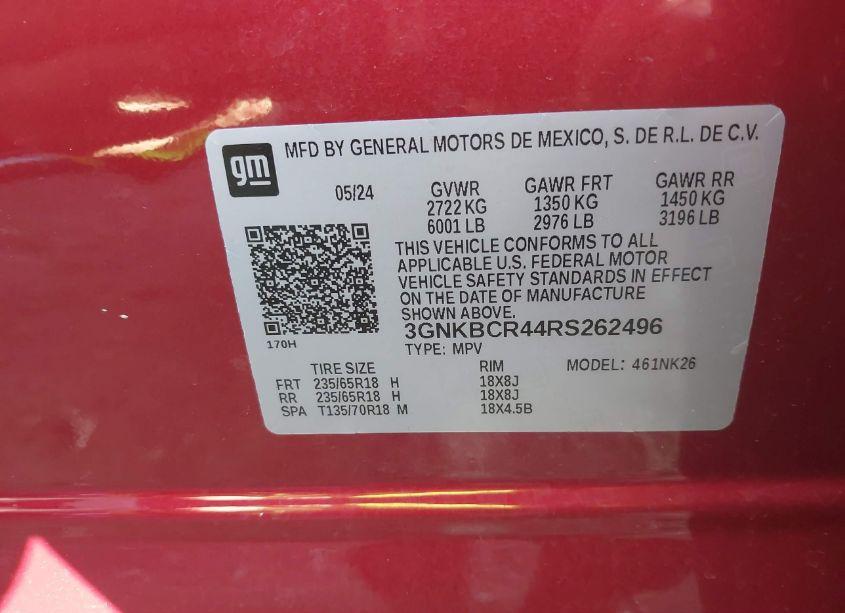 gm
MFD BY GENERAL MOTORS DE MEXICO, S. DE R.L. DE C.V.
05/24 GVWR GAWR FRT GAWR RR
2722 KG 1350 KG 1450 KG
6001 LB 2976 LB 3196 LB
THIS VEHICLE CONFORMS TO ALL
APPLICABLE U.S. FEDERAL MOTOR
VEHICLE SAFETY STANDARDS IN EFFECT
ON THE DATE OF MANUFACTURE
SHOWN ABOVE.
170H
3GNKBCR44RS262496
TYPE: MPV
TIRE SIZE RIM MODEL: 461NK26
FRT 235/65R18 H 18X8J
RR 235/65R18 H 18X8J
SPA T135/70R18 M 18X4.5B